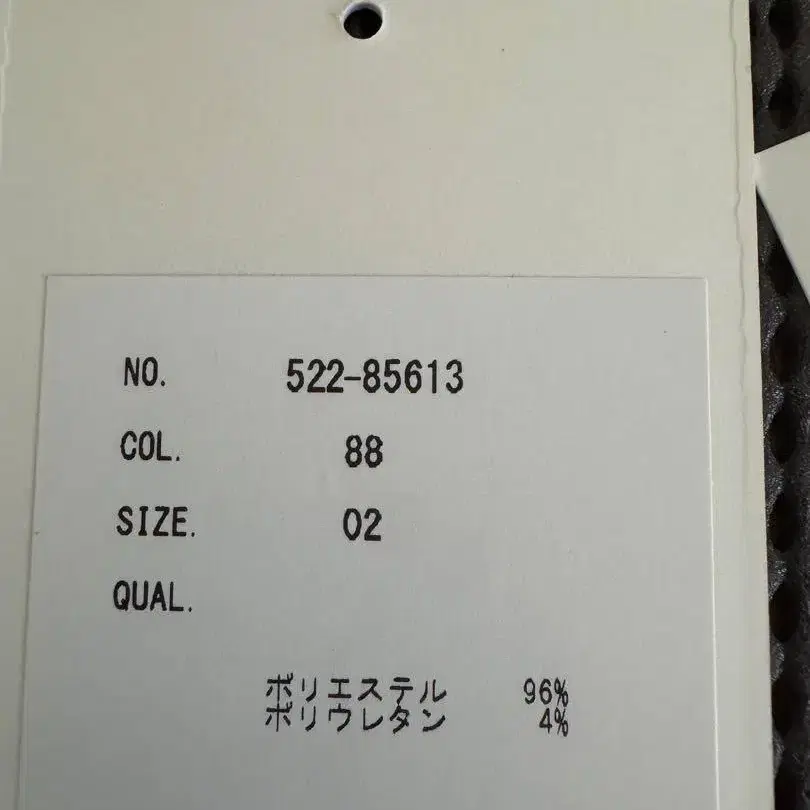 NO. 522-85613
COL. 88
SIZE. 02
QUAL.
ポリエステル 96%
ポリウレタン 4%